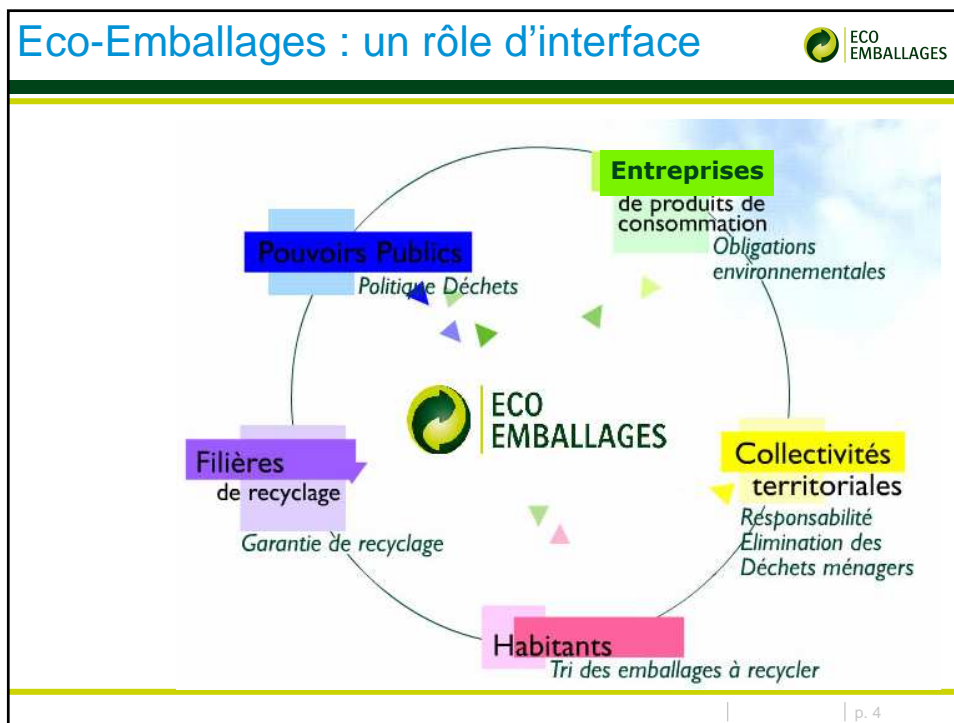 Eco-Emballages : un rôle d'interface
ECO
EMBALLAGES
Entreprises
de produits de
consommation
Obligations
environnementales
Pouvoirs Publics
Politique Déchets
ECO
EMBALLAGES
Filières
de recyclage
Garantie de recyclage
Collectivités
territoriales
Résponsabilité
Élimination des
Déchets ménagers
Habitants
Tri des emballages à recycler
p. 4